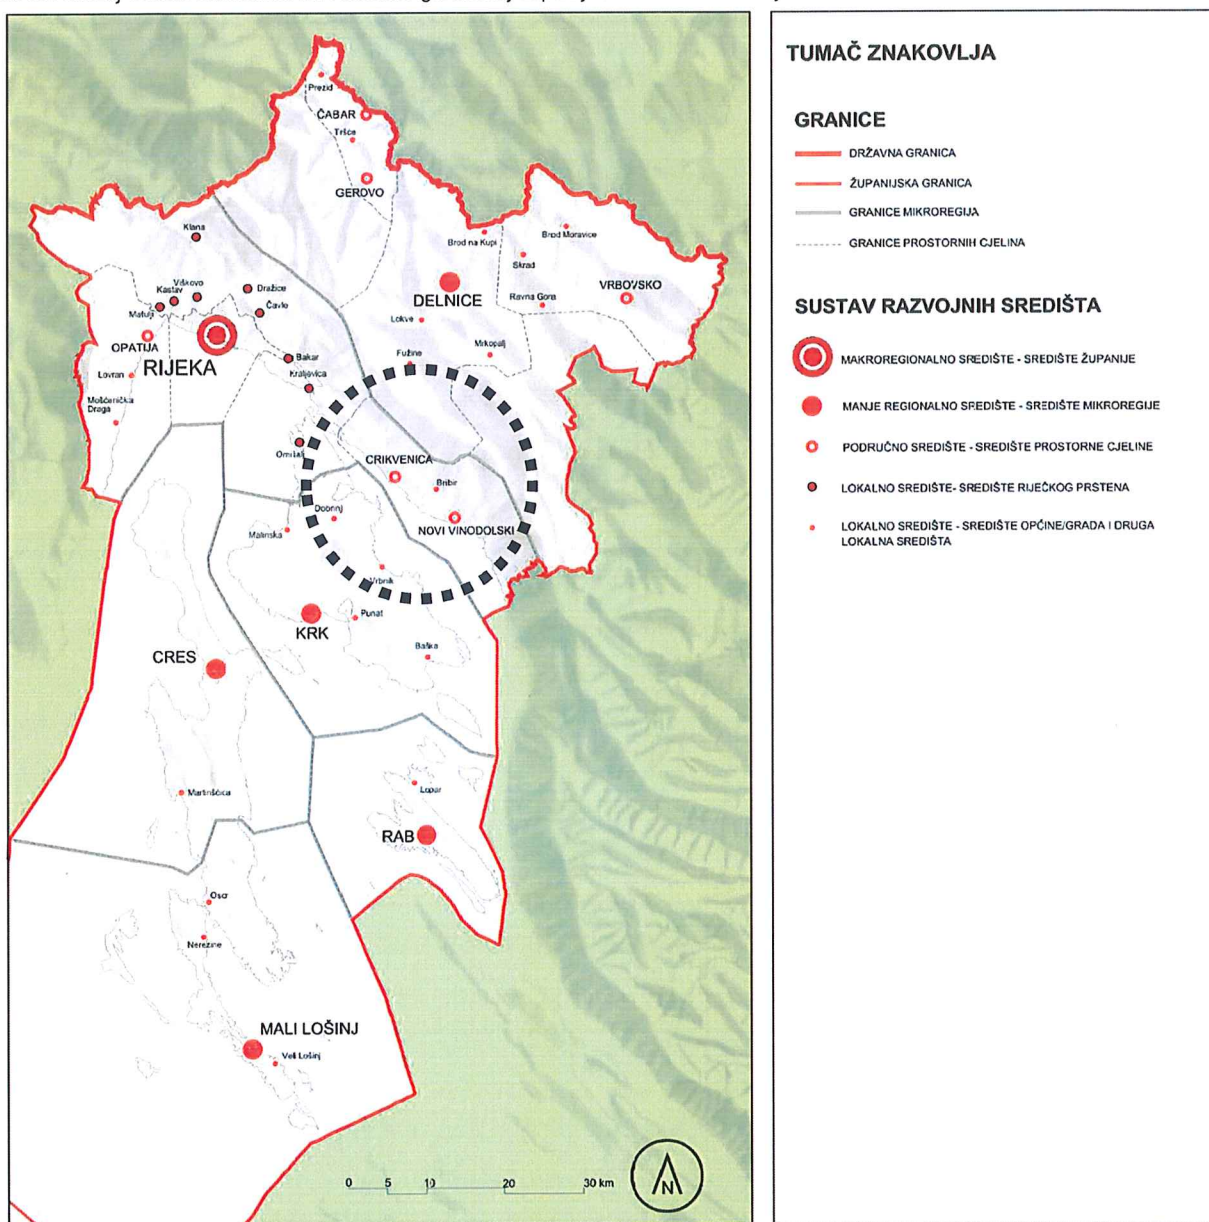 Prezid
ČABAR
Tršće
GEROVO
Klana
Brod na Kupi
Brod Moravice
Skrad
VRBOVSKO
Ravna Gora
DELNICE
Lokve
Mrkopalj
Fužine
Viškovo
Kastav
Matulji
Dražice
Čavle
OPATIJA
RIJEKA
Bakar
Kraljevica
Lovran
Mošćenička
Draga
Omišalj
CRIKVENICA
Bribir
NOVI VINODOLSKI
Dobrinj
Malinska
Vrbnik
Punat
KRK
Baška
CRES
Martinšćica
Lopar
RAB
Osor
Nerezine
MALI LOŠINJ
Veli Lošinj
0 5 10 20 30 km
N
TUMAČ ZNAKOVLJA
GRANICE
DRŽAVNA GRANICA
ŽUPANIJSKA GRANICA
GRANICE MIKROREGIJA
GRANICE PROSTORNIH CJELINA
SUSTAV RAZVOJNIH SREDIŠTA
MAKROREGIONALNO SREDIŠTE - SREDIŠTE ŽUPANIJE
MANJE REGIONALNO SREDIŠTE - SREDIŠTE MIKROREGIJE
PODRUČNO SREDIŠTE - SREDIŠTE PROSTORNE CJELINE
LOKALNO SREDIŠTE- SREDIŠTE RIJEČKOG PRSTENA
LOKALNO SREDIŠTE - SREDIŠTE OPĆINE/GRADA I DRUGA
LOKALNA SREDIŠTA